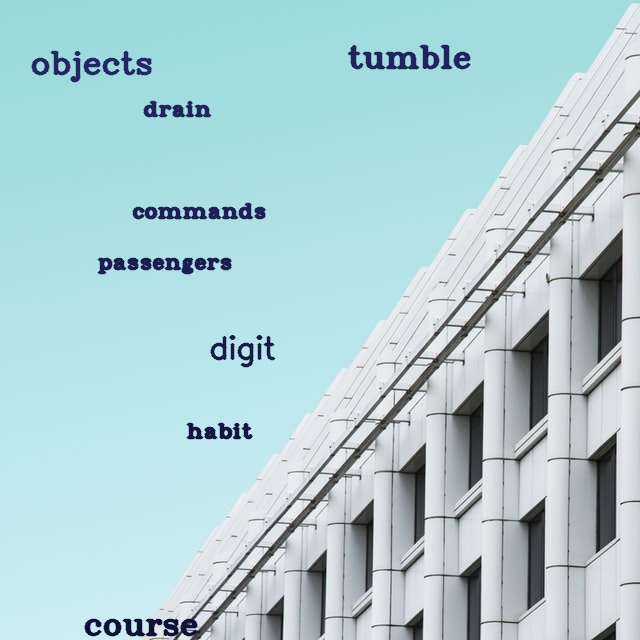 objects
tumble
drain
commands
passengers
digit
habit
course